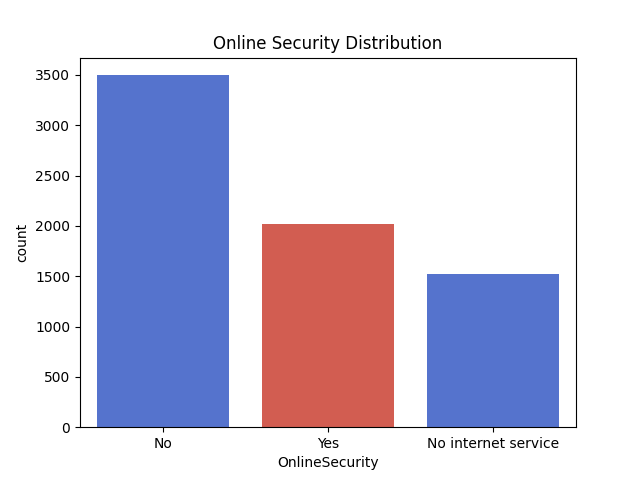 Online Security Distribution
3500
3000
2500
2000
1500
1000
500
0
count
No
Yes
No internet service
OnlineSecurity